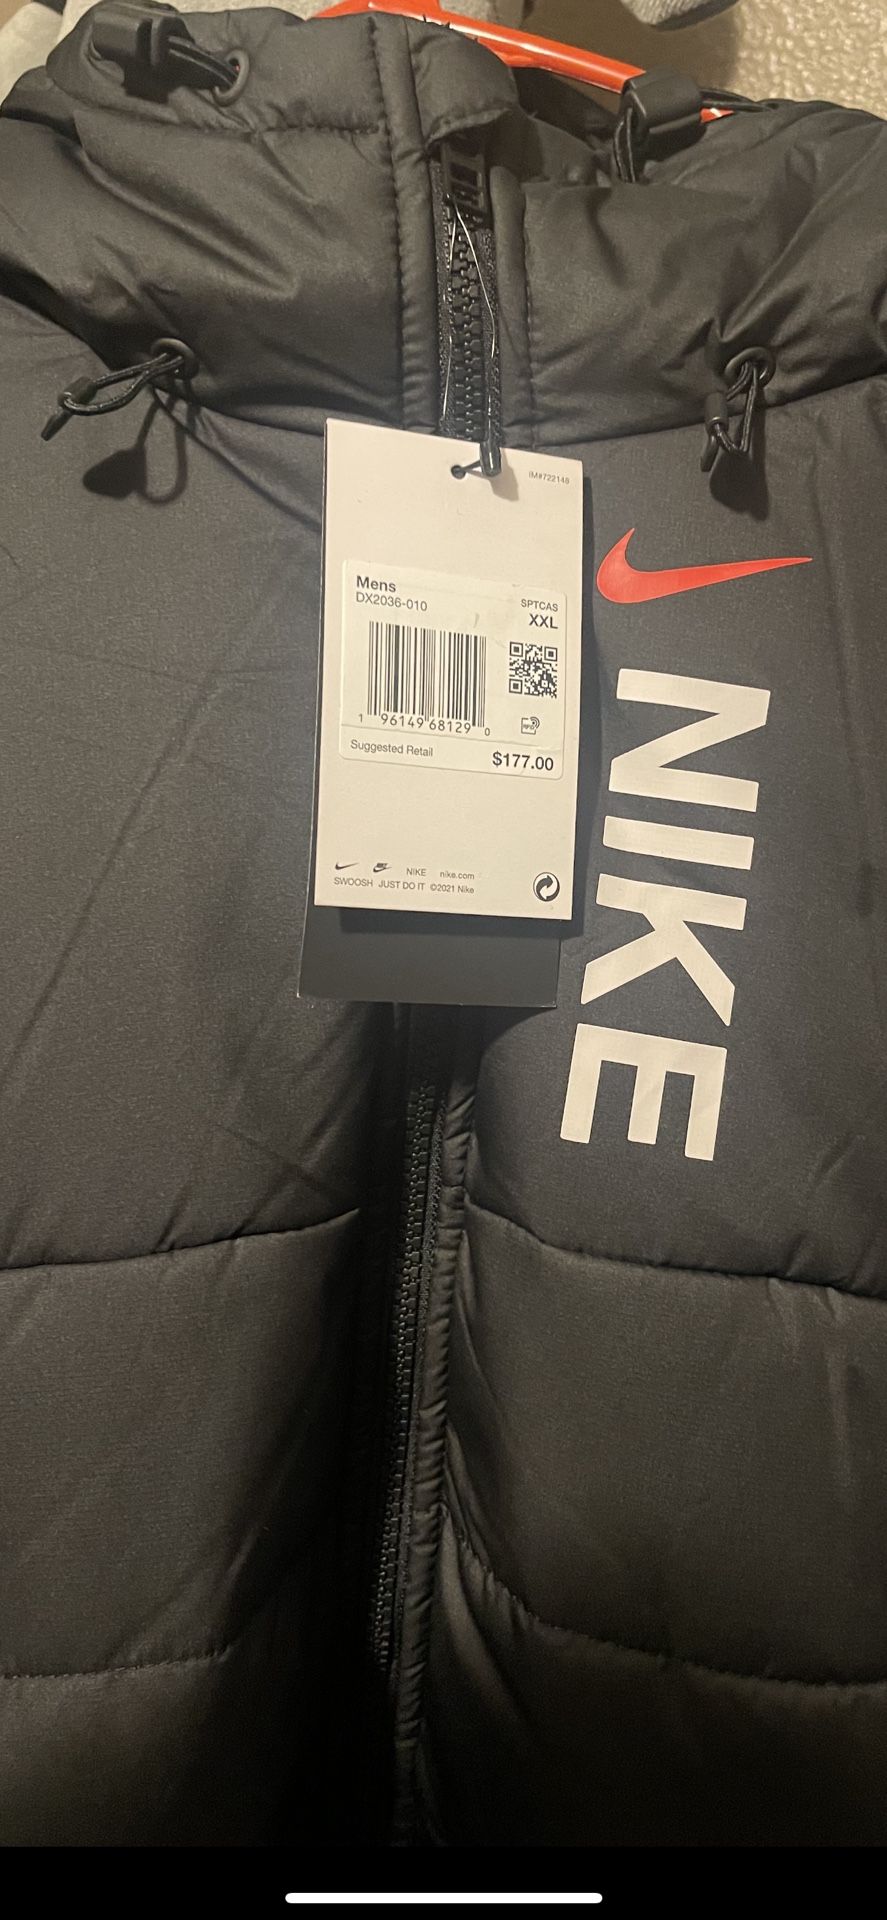 IM#722148
Mens
DX2036-010
SPTCAS
XXL
1 96149 68129 0
Suggested Retail
$177.00
NIKE nike.com
SWOOSH JUST DO IT ©2021 Nike
NIKE